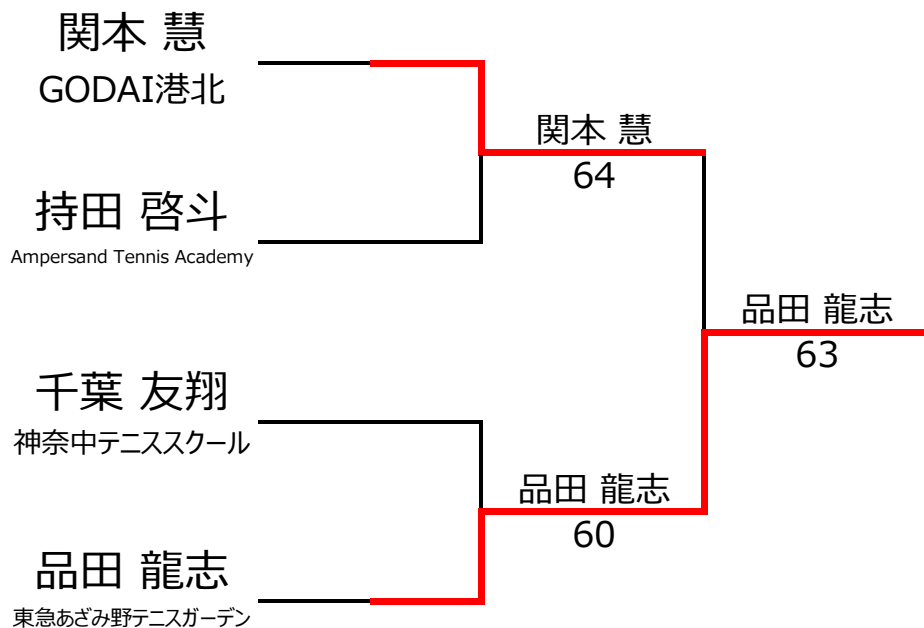 関本 慧
GODAI港北
持田 啓斗
Ampersand Tennis Academy
千葉 友翔
神奈中テニススクール
品田 龍志
東急あざみ野テニスガーデン
関本 慧
64
品田 龍志
60
品田 龍志
63